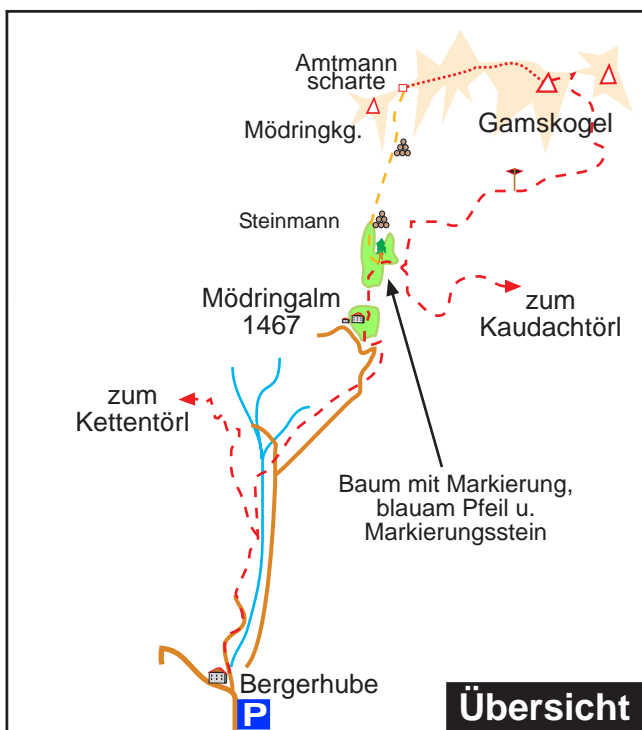 Amtmann
scharte
Gamskogel
Mödringkg.
Steinmann
Mödringalm
1467
zum
Kaudachtörl
zum
Kettentörl
Baum mit Markierung,
blauam Pfeil u.
Markierungsstein
Bergerhube
P
Übersicht